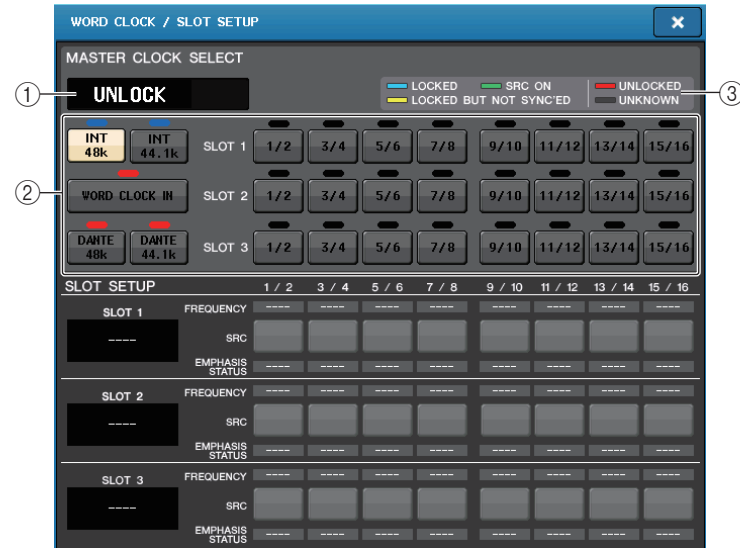 WORD CLOCK / SLOT SETUP ×
MASTER CLOCK SELECT
① UNLOCK LOCKED SRC ON UNLOCKED ③
LOCKED BUT NOT SYNC'ED UNKNOWN
② INT 48k INT 44.1k SLOT 1 1/2 3/4 5/6 7/8 9/10 11/12 13/14 15/16
WORD CLOCK IN SLOT 2 1/2 3/4 5/6 7/8 9/10 11/12 13/14 15/16
DANTE 48k DANTE 44.1k SLOT 3 1/2 3/4 5/6 7/8 9/10 11/12 13/14 15/16
SLOT SETUP 1 / 2 3 / 4 5 / 6 7 / 8 9 / 10 11 / 12 13 / 14 15 / 16
SLOT 1 FREQUENCY ---- ---- ---- ---- ---- ---- ---- ----
---- SRC
EMPHASIS STATUS ---- ---- ---- ---- ---- ---- ---- ----
SLOT 2 FREQUENCY ---- ---- ---- ---- ---- ---- ---- ----
---- SRC
EMPHASIS STATUS ---- ---- ---- ---- ---- ---- ---- ----
SLOT 3 FREQUENCY ---- ---- ---- ---- ---- ---- ---- ----
---- SRC
EMPHASIS STATUS ---- ---- ---- ---- ---- ---- ---- ----